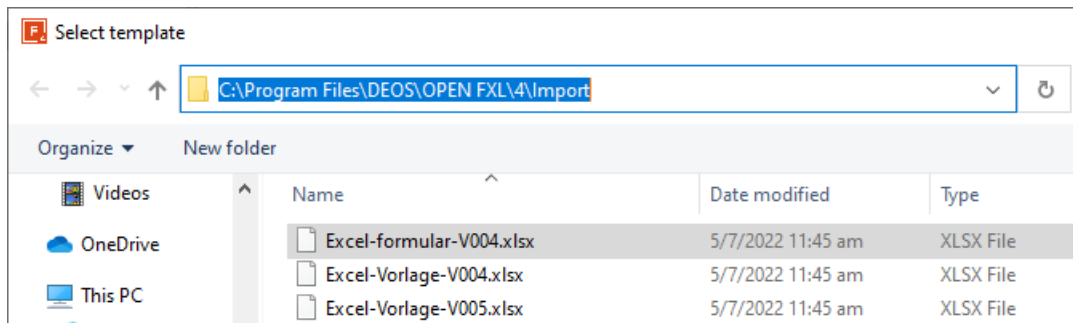 Select template
C:\Program Files\DEOS\OPEN FXL\4\Import
Organize New folder
Videos
OneDrive
This PC
Name Date modified Type
Excel-formular-V004.xlsx 5/7/2022 11:45 am XLSX File
Excel-Vorlage-V004.xlsx 5/7/2022 11:45 am XLSX File
Excel-Vorlage-V005.xlsx 5/7/2022 11:45 am XLSX File